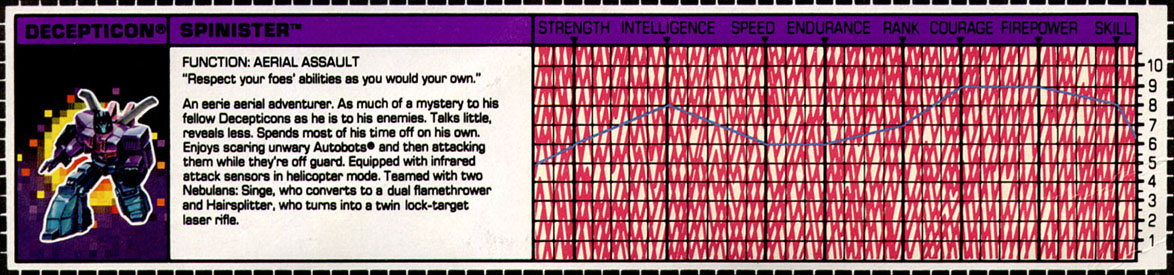 DECEPTICON® SPINISTER™
STRENGTH INTELLIGENCE SPEED ENDURANCE RANK COURAGE FIREPOWER SKILL
FUNCTION: AERIAL ASSAULT
"Respect your foes' abilities as you would your own."
An eerie aerial adventurer. As much of a mystery to his
fellow Decepticons as he is to his enemies. Talks little,
reveals less. Spends most of his time off on his own.
Enjoys scaring unwary Autobots® and then attacking
them while they're off guard. Equipped with infrared
attack sensors in helicopter mode. Teamed with two
Nebulans: Singe, who converts to a dual flamethrower
and Hairsplitter, who turns into a twin lock-target
laser rifle.
10
9
8
7
6
5
4
3
2
1